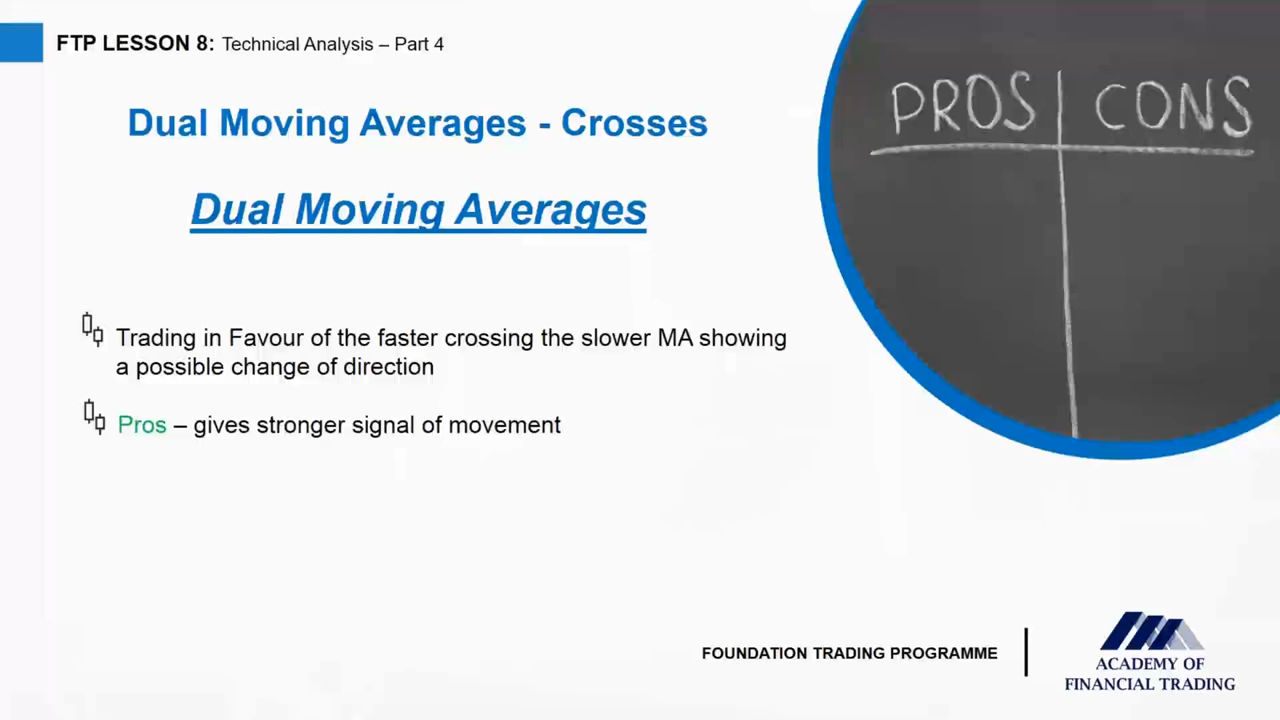 FTP LESSON 8: Technical Analysis – Part 4
PROS CONS
Dual Moving Averages - Crosses
Dual Moving Averages
Trading in Favour of the faster crossing the slower MA showing
a possible change of direction
Pros – gives stronger signal of movement
FOUNDATION TRADING PROGRAMME
ACADEMY OF
FINANCIAL TRADING